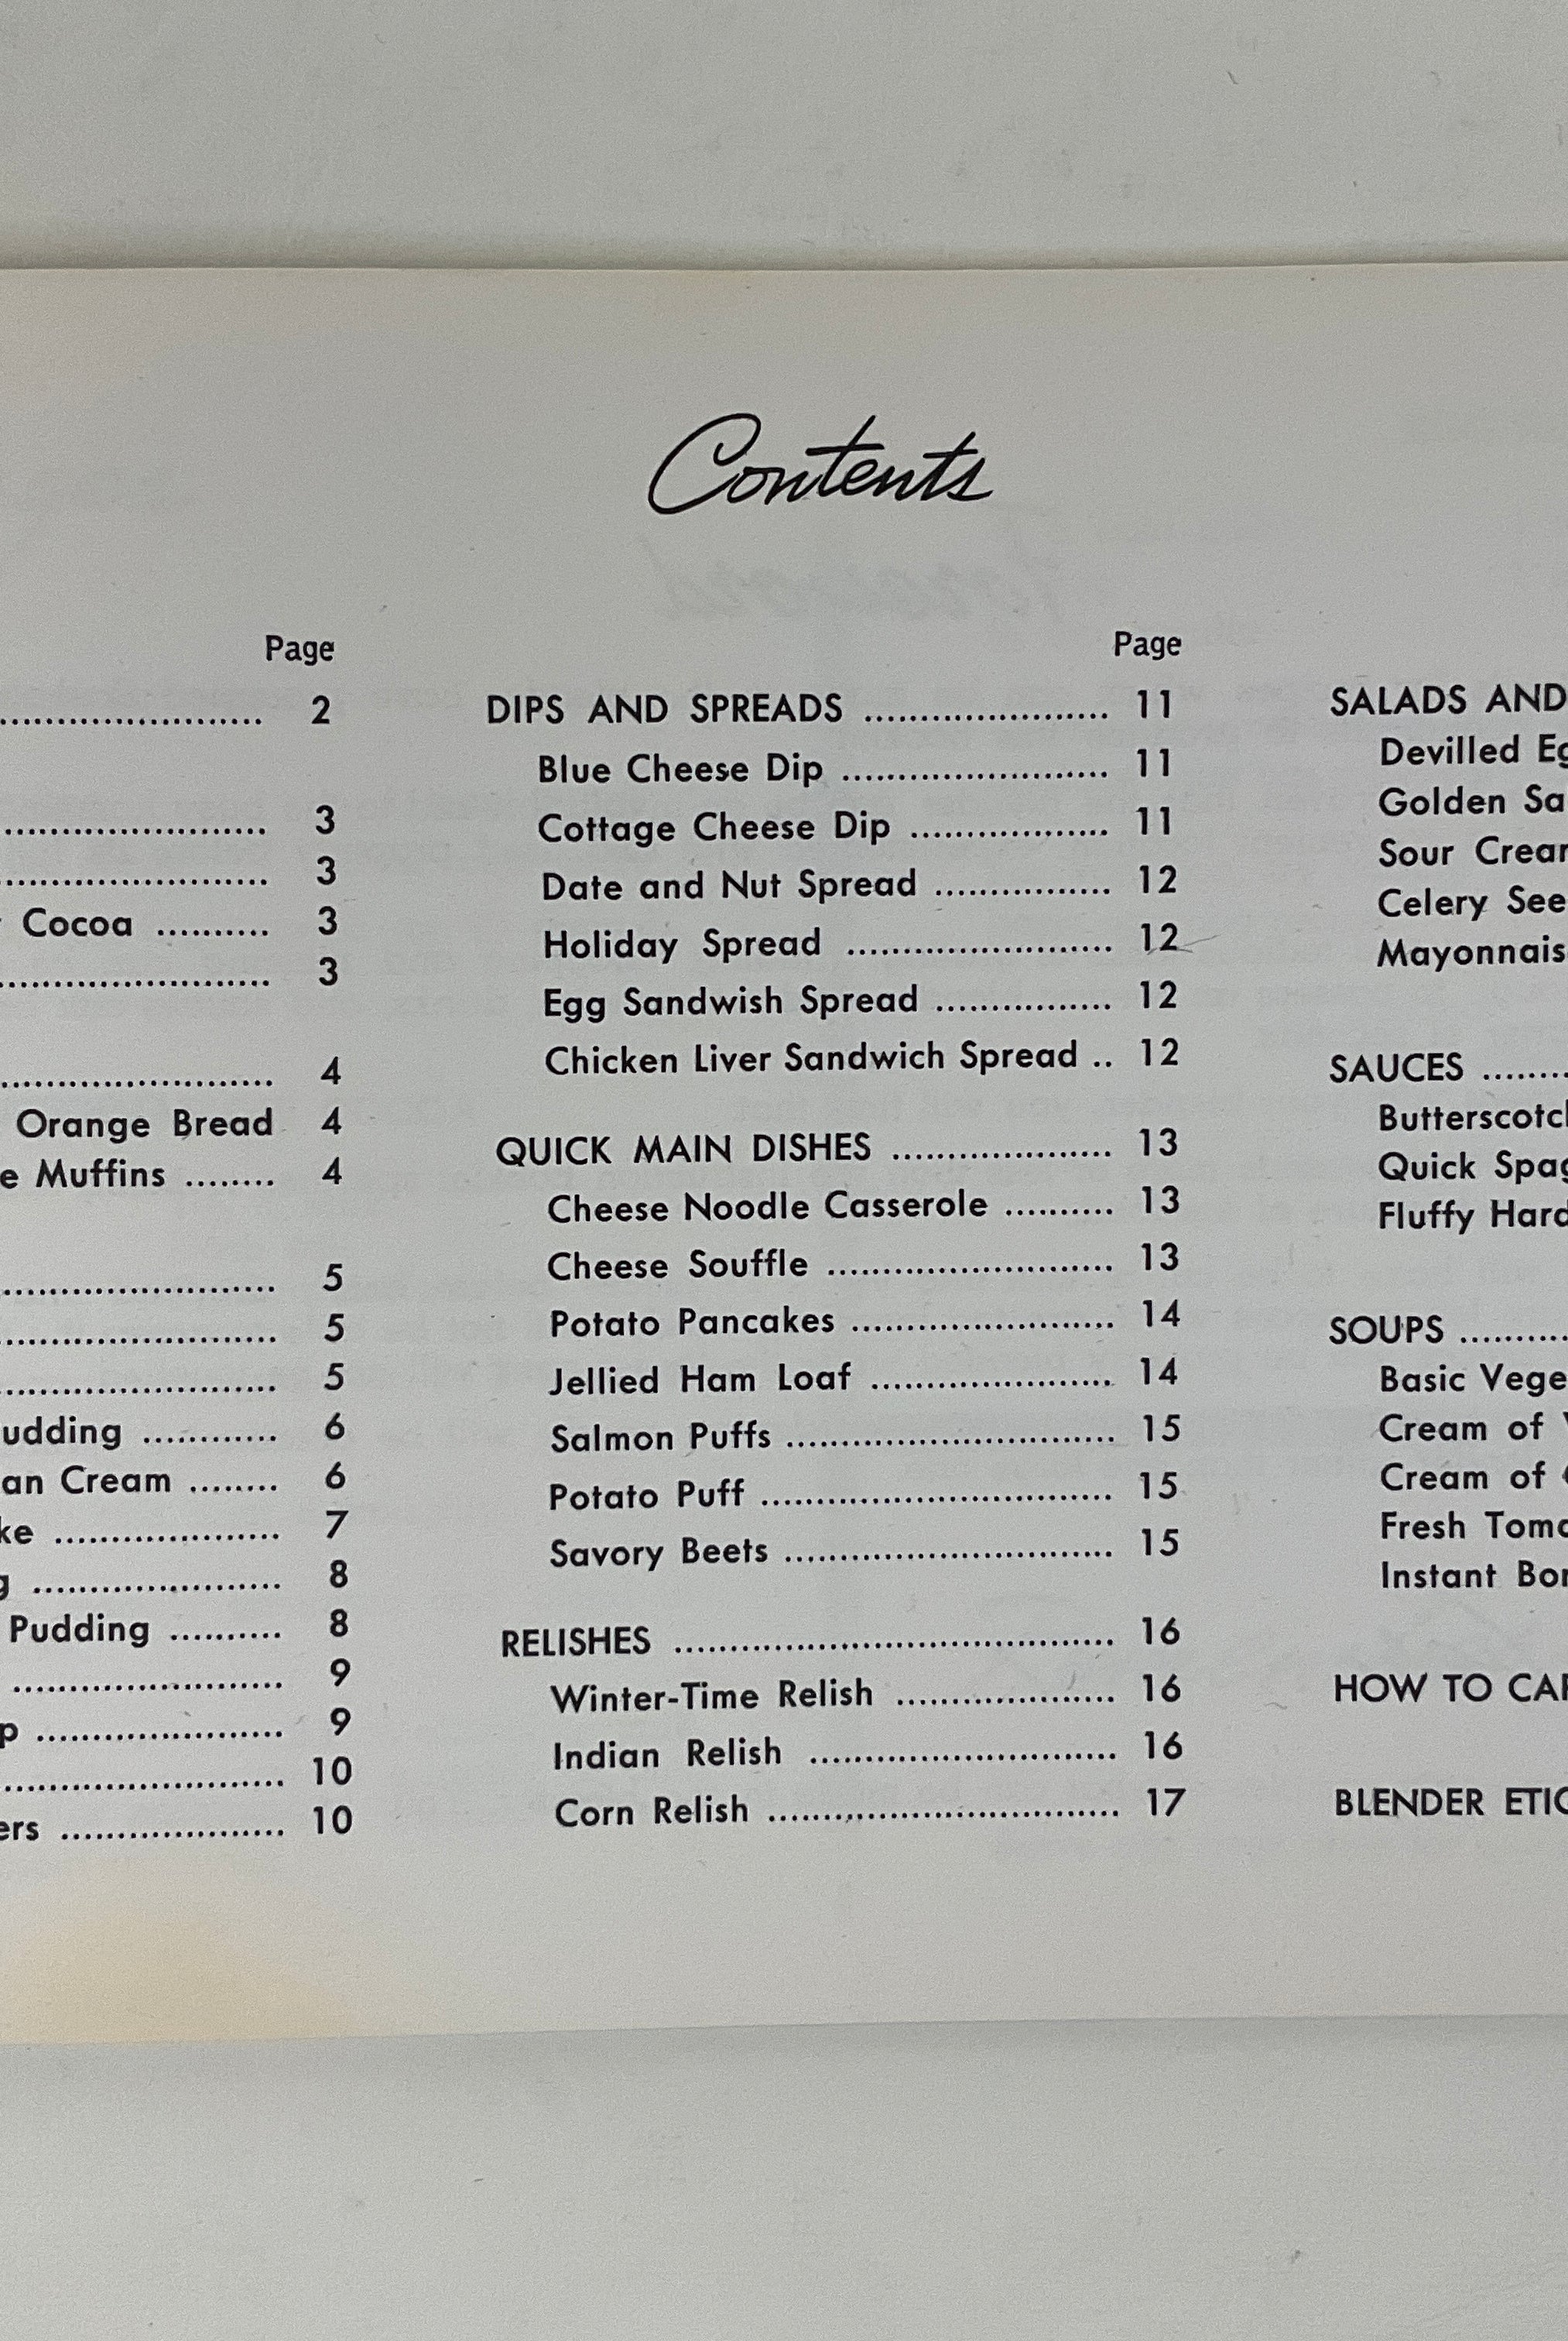 Contents
Page
2
3
3
Cocoa .......... 3
3
4
Orange Bread 4
Muffins ........ 4
5
5
5
6
Cream ........ 6
7
8
Pudding .......... 8
9
9
10
10
Page
DIPS AND SPREADS ...................... 11
Blue Cheese Dip ........................ 11
Cottage Cheese Dip .................. 11
Date and Nut Spread ................ 12
Holiday Spread ........................ 12
Egg Sandwish Spread ................ 12
Chicken Liver Sandwich Spread .. 12
QUICK MAIN DISHES .................... 13
Cheese Noodle Casserole .......... 13
Cheese Souffle .......................... 13
Potato Pancakes ........................ 14
Jellied Ham Loaf ...................... 14
Salmon Puffs .............................. 15
Potato Puff ................................ 15
Savory Beets .............................. 15
RELISHES ........................................ 16
Winter-Time Relish .................... 16
Indian Relish ............................ 16
Corn Relish ................................ 17
SALADS AND
Devilled
Golden
Sour
Celery
SAUCES ........
Quick
Fluffy
SOUPS ..........
Basic
Cream of
Cream of
Fresh
Instant
HOW TO
BLENDER